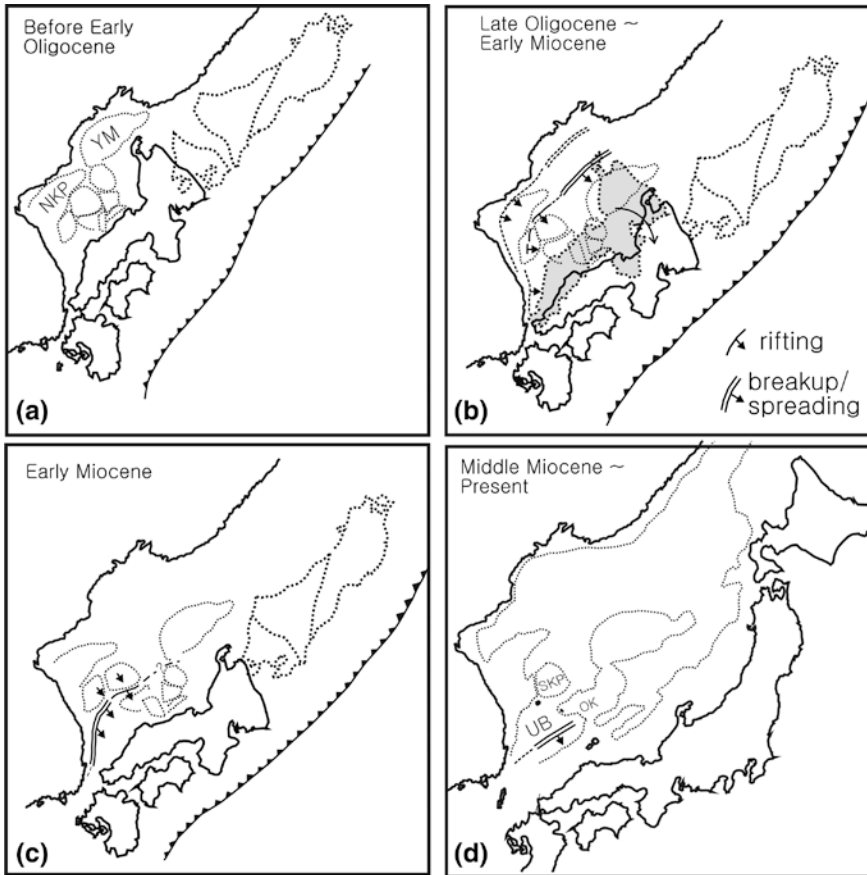 Before Early
Oligocene
YM
NKP
(a)
Late Oligocene ~
Early Miocene
rifting
breakup/
spreading
(b)
Early Miocene
?
(c)
Middle Miocene ~
Present
SKP
OK
UB
(d)